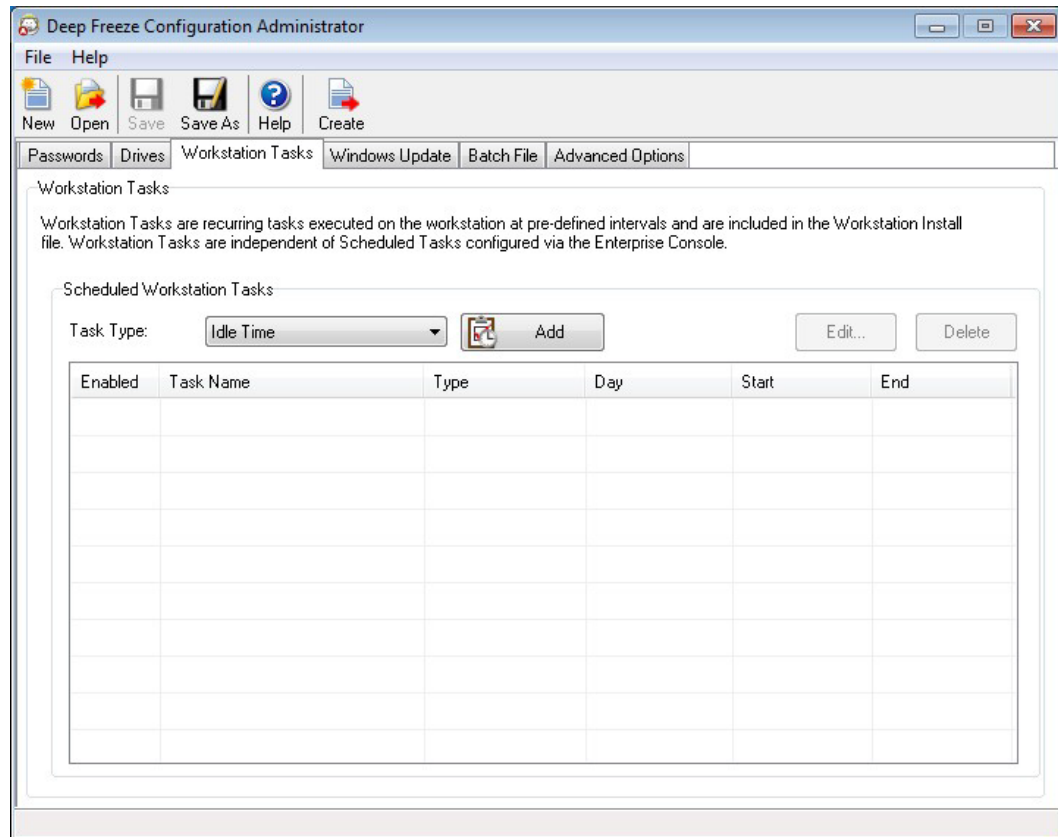 Deep Freeze Configuration Administrator
File Help
New Open Save Save As Help Create
Passwords Drives Workstation Tasks Windows Update Batch File Advanced Options
Workstation Tasks
Workstation Tasks are recurring tasks executed on the workstation at pre-defined intervals and are included in the Workstation Install
file. Workstation Tasks are independent of Scheduled Tasks configured via the Enterprise Console.
Scheduled Workstation Tasks
Task Type: Idle Time Add Edit... Delete
Enabled Task Name Type Day Start End